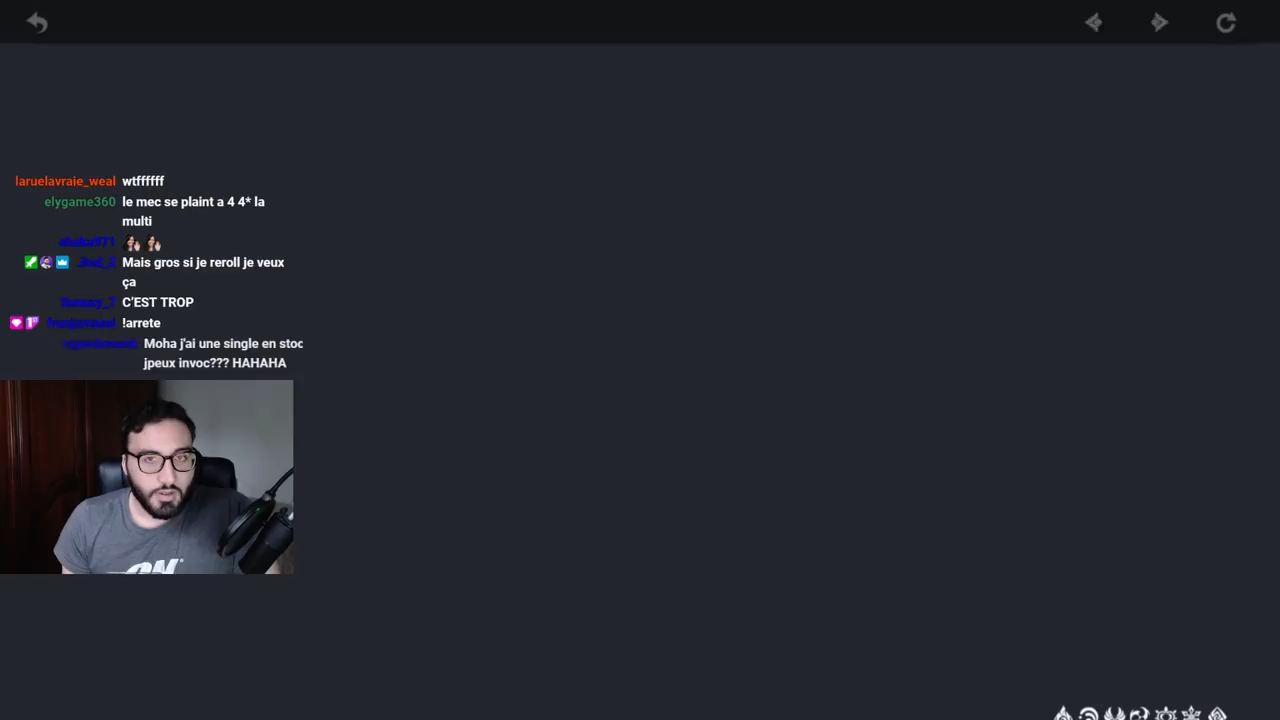 laruelavraie_weal wtffffff
elygame360 le mec se plaint a 4 4* la
multi
Mais gros si je reroll je veux
ça
C'EST TROP
!arrete
Moha j'ai une single en stoc
jpeux invoc??? HAHAHA